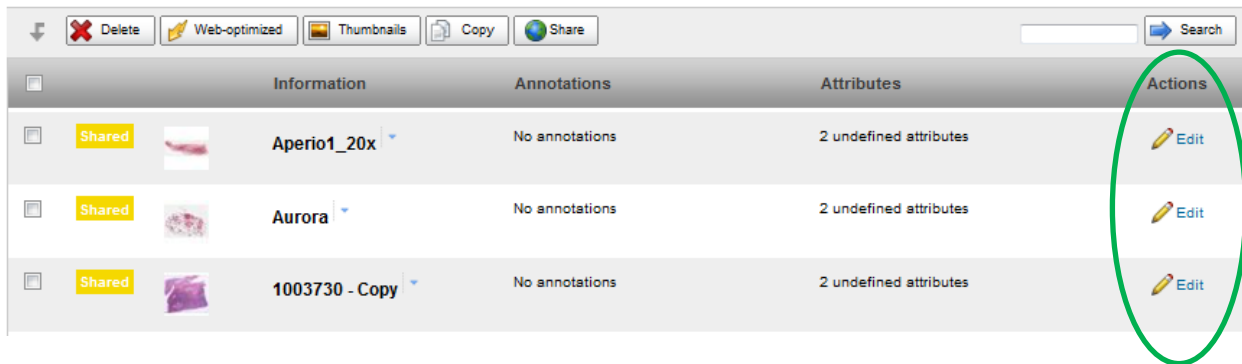 Delete Web-optimized Thumbnails Copy Share Search
Information Annotations Attributes Actions
Shared Aperio1_20x No annotations 2 undefined attributes Edit
Shared Aurora No annotations 2 undefined attributes Edit
Shared 1003730 - Copy No annotations 2 undefined attributes Edit